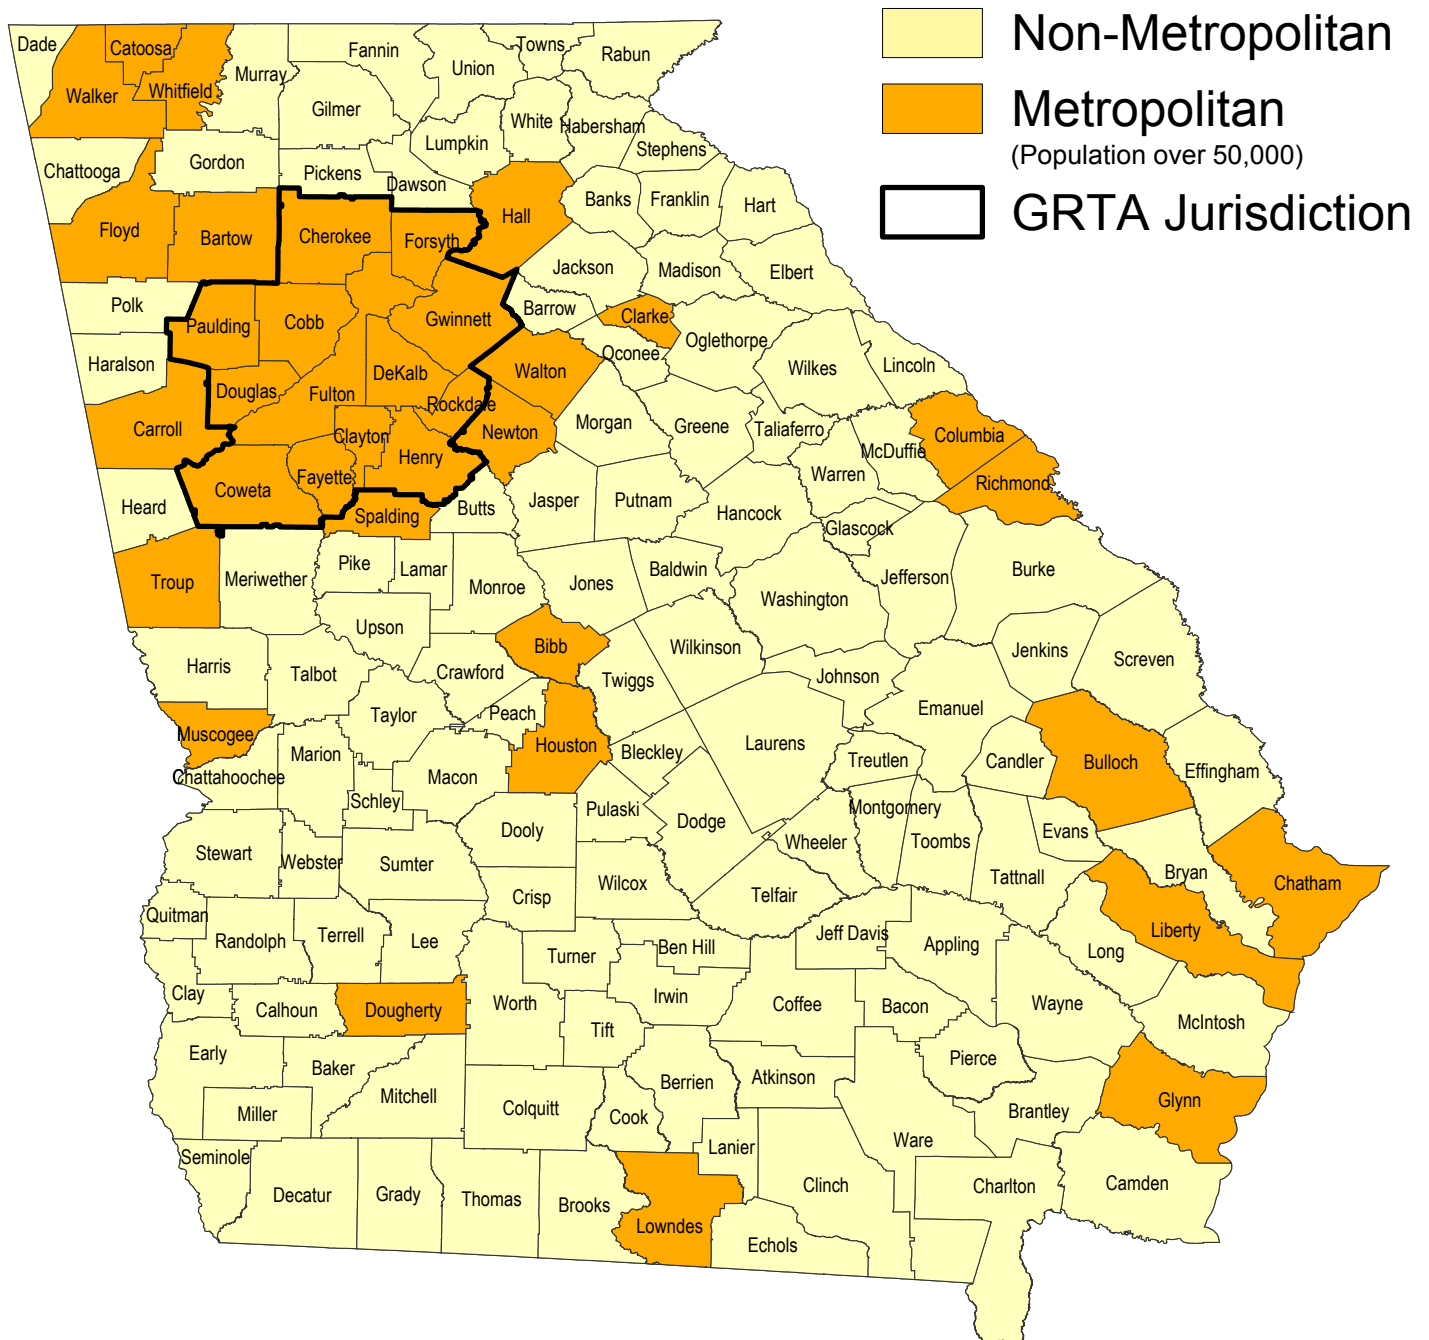 Non-Metropolitan
Metropolitan
(Population over 50,000)
GRTA Jurisdiction
Dade
Catoosa
Fannin
Towns
Rabun
Union
Murray
Walker
Whitfield
Gilmer
White
Habersham
Lumpkin
Stephens
Chattooga
Gordon
Pickens
Dawson
Banks
Franklin
Hart
Hall
Floyd
Bartow
Cherokee
Forsyth
Jackson
Madison
Elbert
Polk
Barrow
Clarke
Paulding
Cobb
Gwinnett
Oglethorpe
Oconee
Haralson
Wilkes
Lincoln
Walton
DeKalb
Douglas
Fulton
Rockdale
Carroll
Morgan
Greene
Taliaferro
Columbia
Clayton
Newton
McDuffie
Henry
Warren
Fayette
Richmond
Coweta
Heard
Butts
Jasper
Putnam
Hancock
Spalding
Glascock
Pike
Lamar
Baldwin
Burke
Troup
Meriwether
Monroe
Jones
Jefferson
Washington
Upson
Bibb
Wilkinson
Jenkins
Screven
Harris
Talbot
Crawford
Twiggs
Johnson
Taylor
Peach
Emanuel
Muscogee
Houston
Laurens
Marion
Bleckley
Treutlen
Candler
Bulloch
Effingham
Chattahoochee
Macon
Schley
Pulaski
Montgomery
Dooly
Dodge
Evans
Wheeler
Toombs
Stewart
Webster
Sumter
Bryan
Tattnall
Chatham
Wilcox
Crisp
Telfair
Quitman
Liberty
Randolph
Terrell
Lee
Jeff Davis
Appling
Ben Hill
Turner
Long
Clay
Irwin
Worth
Coffee
Bacon
Wayne
Calhoun
Dougherty
McIntosh
Tift
Early
Baker
Pierce
Berrien
Atkinson
Mitchell
Glynn
Colquitt
Miller
Cook
Brantley
Ware
Lanier
Seminole
Clinch
Charlton
Camden
Decatur
Grady
Thomas
Brooks
Lowndes
Echols